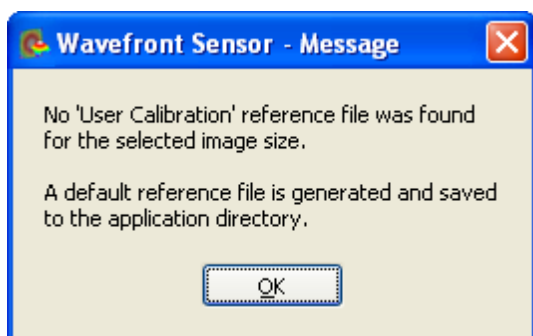 Wavefront Sensor - Message
No 'User Calibration' reference file was found
for the selected image size.
A default reference file is generated and saved
to the application directory.
OK